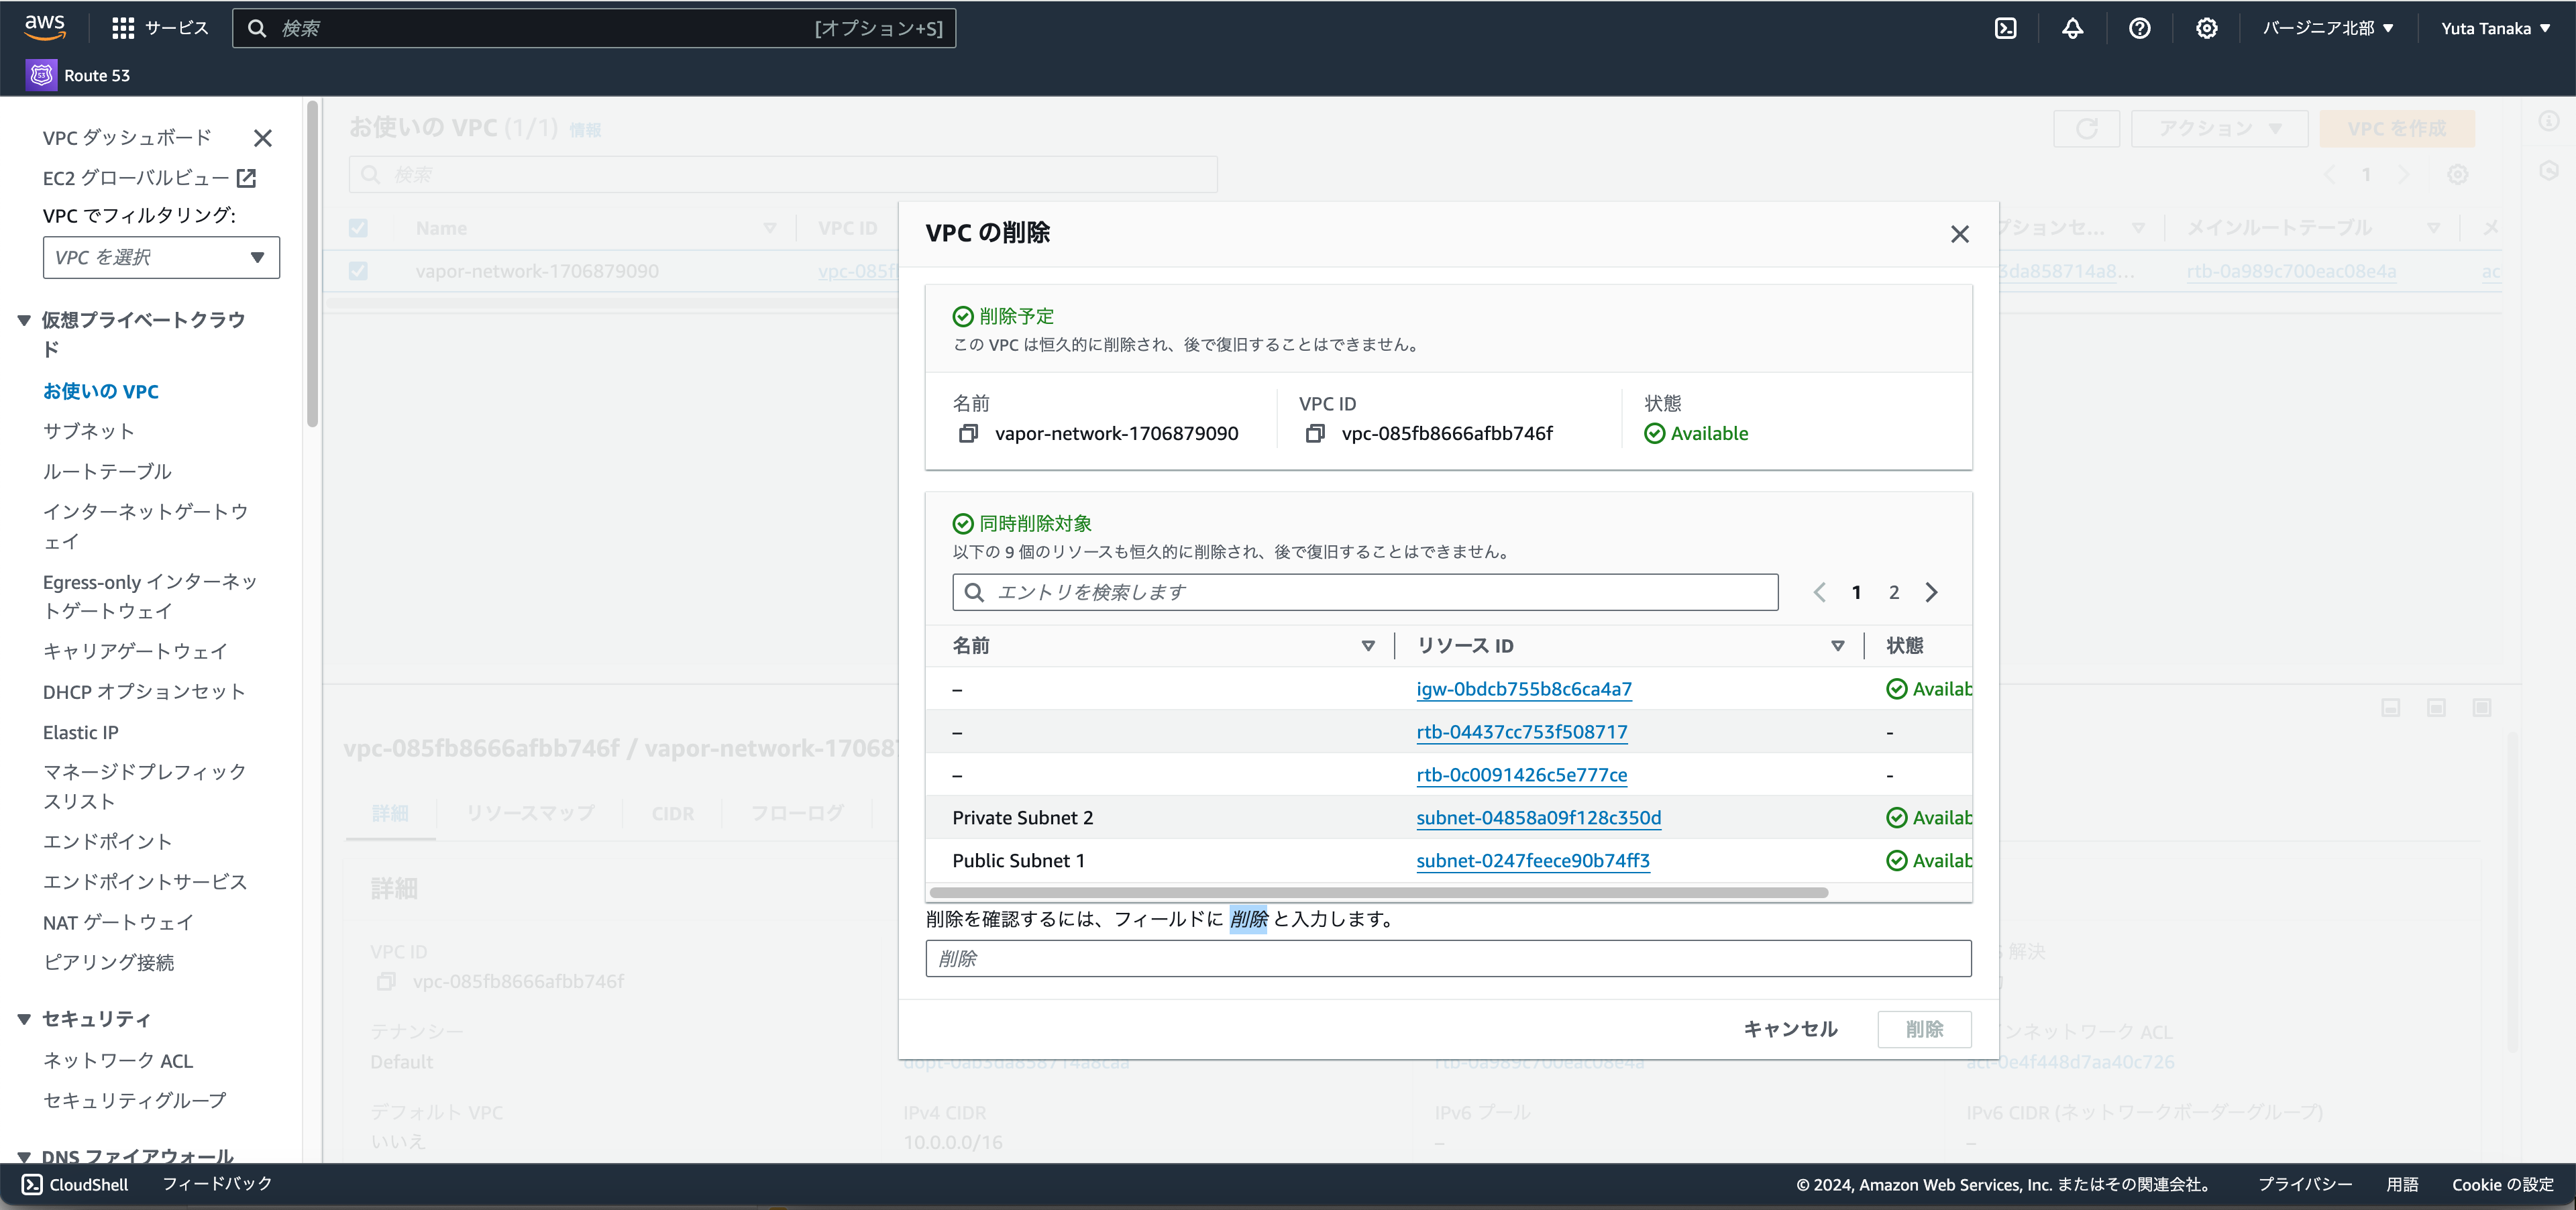 aws
サービス
検索
[オプション+S]
バージニア北部
Yuta Tanaka
Route 53
VPC ダッシュボード
EC2 グローバルビュー
VPC でフィルタリング:
VPC を選択
仮想プライベートクラウ
ド
お使いの VPC
サブネット
ルートテーブル
インターネットゲートウ
ェイ
Egress-only インターネッ
トゲートウェイ
キャリアゲートウェイ
DHCP オプションセット
Elastic IP
マネージドプレフィック
スリスト
エンドポイント
エンドポイントサービス
NAT ゲートウェイ
ピアリング接続
セキュリティ
ネットワーク ACL
セキュリティグループ
DNS ファイアウォール
お使いの VPC (1/1) 情報
アクション
VPC を作成
検索
1
Name
VPC ID
プションセ...
メインルートテーブル
メ
vapor-network-1706879090
vpc-085f
3da858714a8...
rtb-0a989c700eac08e4a
ac
VPC の削除
削除予定
この VPC は恒久的に削除され、後で復旧することはできません。
名前
vapor-network-1706879090
VPC ID
vpc-085fb8666afbb746f
状態
Available
同時削除対象
以下の 9 個のリソースも恒久的に削除され、後で復旧することはできません。
エントリを検索します
1 2
名前 リソース ID 状態
– igw-0bdcb755b8c6ca4a7 Availab
– rtb-04437cc753f508717 -
– rtb-0c0091426c5e777ce -
Private Subnet 2 subnet-04858a09f128c350d Availab
Public Subnet 1 subnet-0247feece90b74ff3 Availab
削除を確認するには、フィールドに 削除 と入力します。
削除
キャンセル
削除
vpc-085fb8666afbb746f / vapor-network-17068
詳細
リソースマップ
CIDR
フローログ
詳細
VPC ID
vpc-085fb8666afbb746f
解決
テナンシー
Default
dopt-0ab3da858714a8caa
rtb-0a989c700eac08e4a
ンネットワーク ACL
acl-0e4f448d7aa40c726
デフォルト VPC
いいえ
IPv4 CIDR
10.0.0.0/16
IPv6 プール
–
IPv6 CIDR (ネットワークボーダーグループ)
–
CloudShell
フィードバック
© 2024, Amazon Web Services, Inc. またはその関連会社。
プライバシー
用語
Cookie の設定